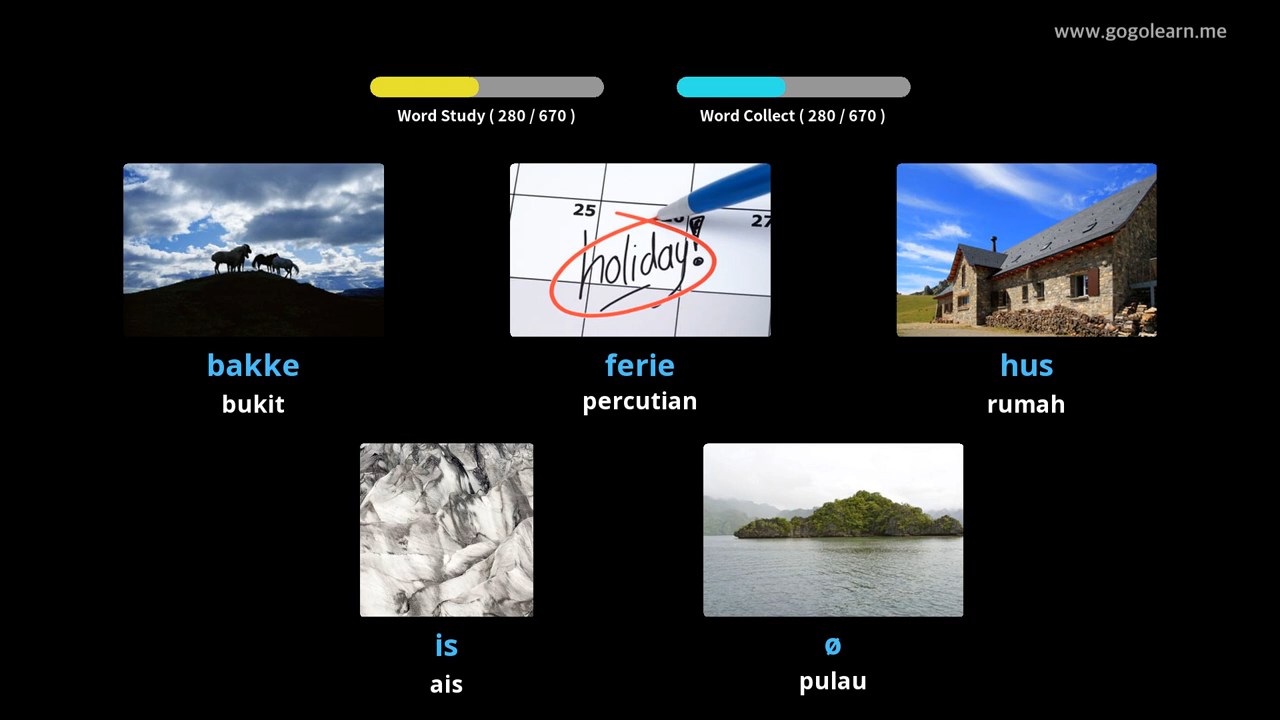 www.gogolearn.me
Word Study ( 280 / 670 )
Word Collect ( 280 / 670 )
25
27
holiday!
bakke
bukit
ferie
percutian
hus
rumah
is
ais
ø
pulau